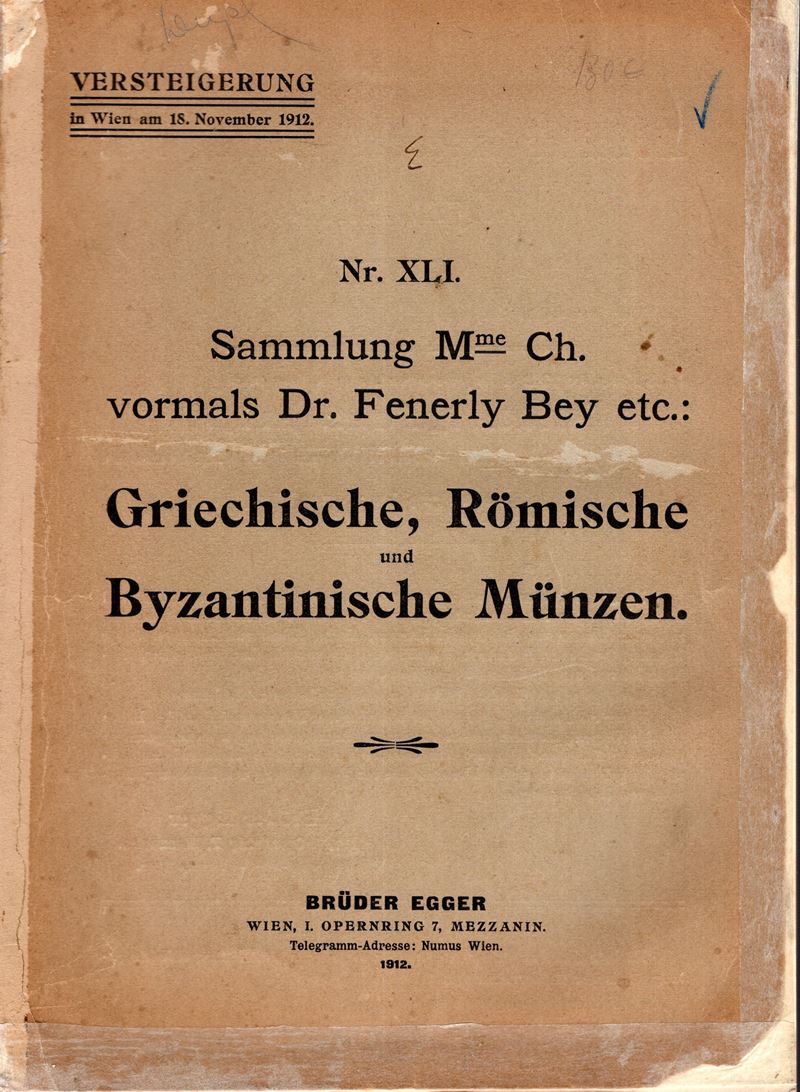 VERSTEIGERUNG
in Wien am 18. November 1912.
Nr. XLI.
Sammlung Mme Ch.
vormals Dr. Fenerly Bey etc.:
Griechische, Römische
und
Byzantinische Münzen.
BRÜDER EGGER
WIEN, I. OPERNRING 7, MEZZANIN.
Telegramm-Adresse: Numus Wien.
1912.